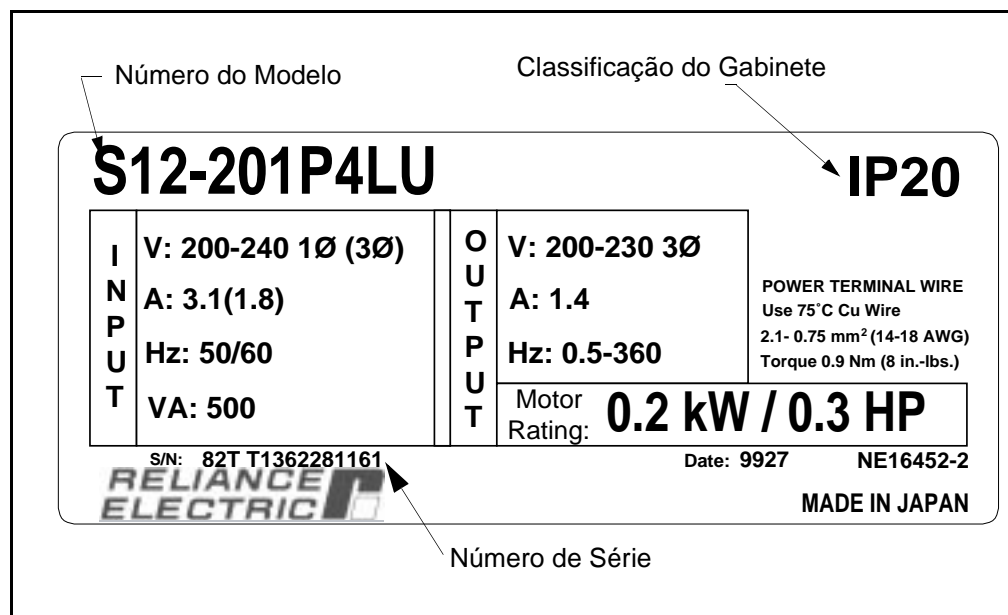 Número do Modelo
Classificação do Gabinete
S12-201P4LU
IP20
INPUT
V: 200-240 1Ø (3Ø)
A: 3.1(1.8)
Hz: 50/60
VA: 500
OUTPUT
V: 200-230 3Ø
A: 1.4
Hz: 0.5-360
POWER TERMINAL WIRE
Use 75˚C Cu Wire
2.1- 0.75 mm² (14-18 AWG)
Torque 0.9 Nm (8 in.-lbs.)
Motor Rating: 0.2 kW / 0.3 HP
S/N: 82T T1362281161
Date: 9927
NE16452-2
RELIANCE
ELECTRIC
MADE IN JAPAN
Número de Série